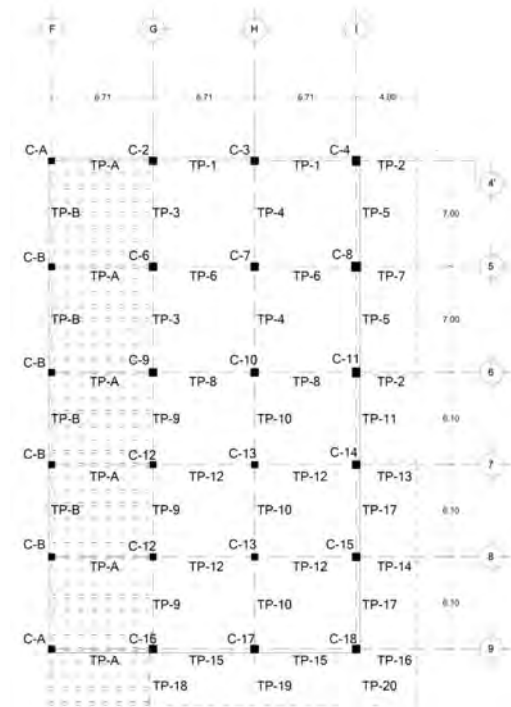 F G H I
6.71 6.71 6.71 4.00
C-A C-2 C-3 C-4
TP-A TP-1 TP-1 TP-2
4'
TP-B TP-3 TP-4 TP-5 7.00
C-B C-6 C-7 C-8
5
TP-A TP-6 TP-6 TP-7
TP-B TP-3 TP-4 TP-5 7.00
C-B C-9 C-10 C-11
6
TP-A TP-8 TP-8 TP-2
TP-B TP-9 TP-10 TP-11 6.10
C-B C-12 C-13 C-14
7
TP-A TP-12 TP-12 TP-13
TP-B TP-9 TP-10 TP-17 6.10
C-B C-12 C-13 C-15
8
TP-A TP-12 TP-12 TP-14
TP-9 TP-10 TP-17 6.10
C-A C-16 C-17 C-18
9
TP-A TP-15 TP-15 TP-16
TP-18 TP-19 TP-20